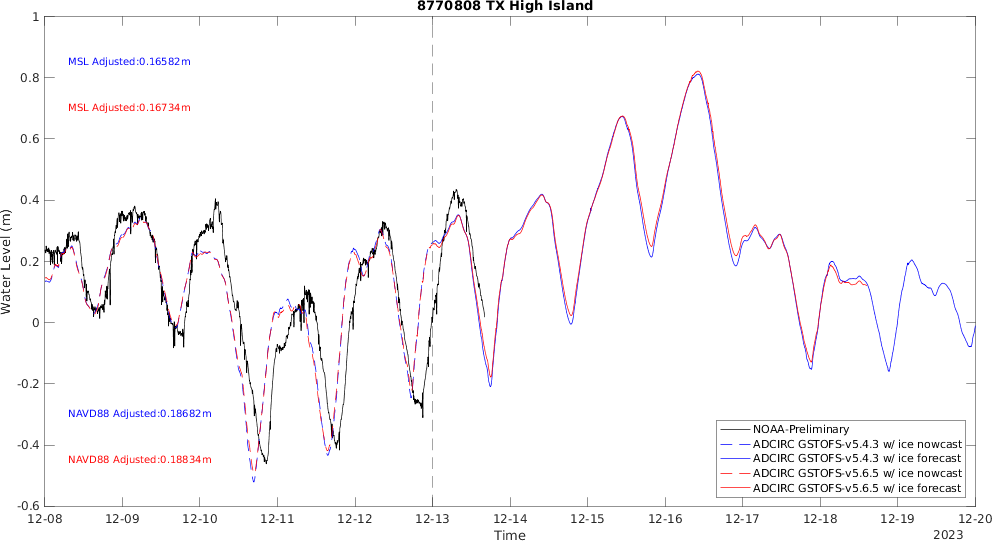 8770808 TX High Island
1
MSL Adjusted:0.16582m
0.8
MSL Adjusted:0.16734m
0.6
0.4
0.2
Water Level (m)
0
-0.2
NAVD88 Adjusted:0.18682m
-0.4
NAVD88 Adjusted:0.18834m
-0.6
NOAA-Preliminary
ADCIRC GSTOFS-v5.4.3 w/ ice nowcast
ADCIRC GSTOFS-v5.4.3 w/ ice forecast
ADCIRC GSTOFS-v5.6.5 w/ ice nowcast
ADCIRC GSTOFS-v5.6.5 w/ ice forecast
12-08 12-09 12-10 12-11 12-12 12-13 12-14 12-15 12-16 12-17 12-18 12-19 12-20
Time
2023